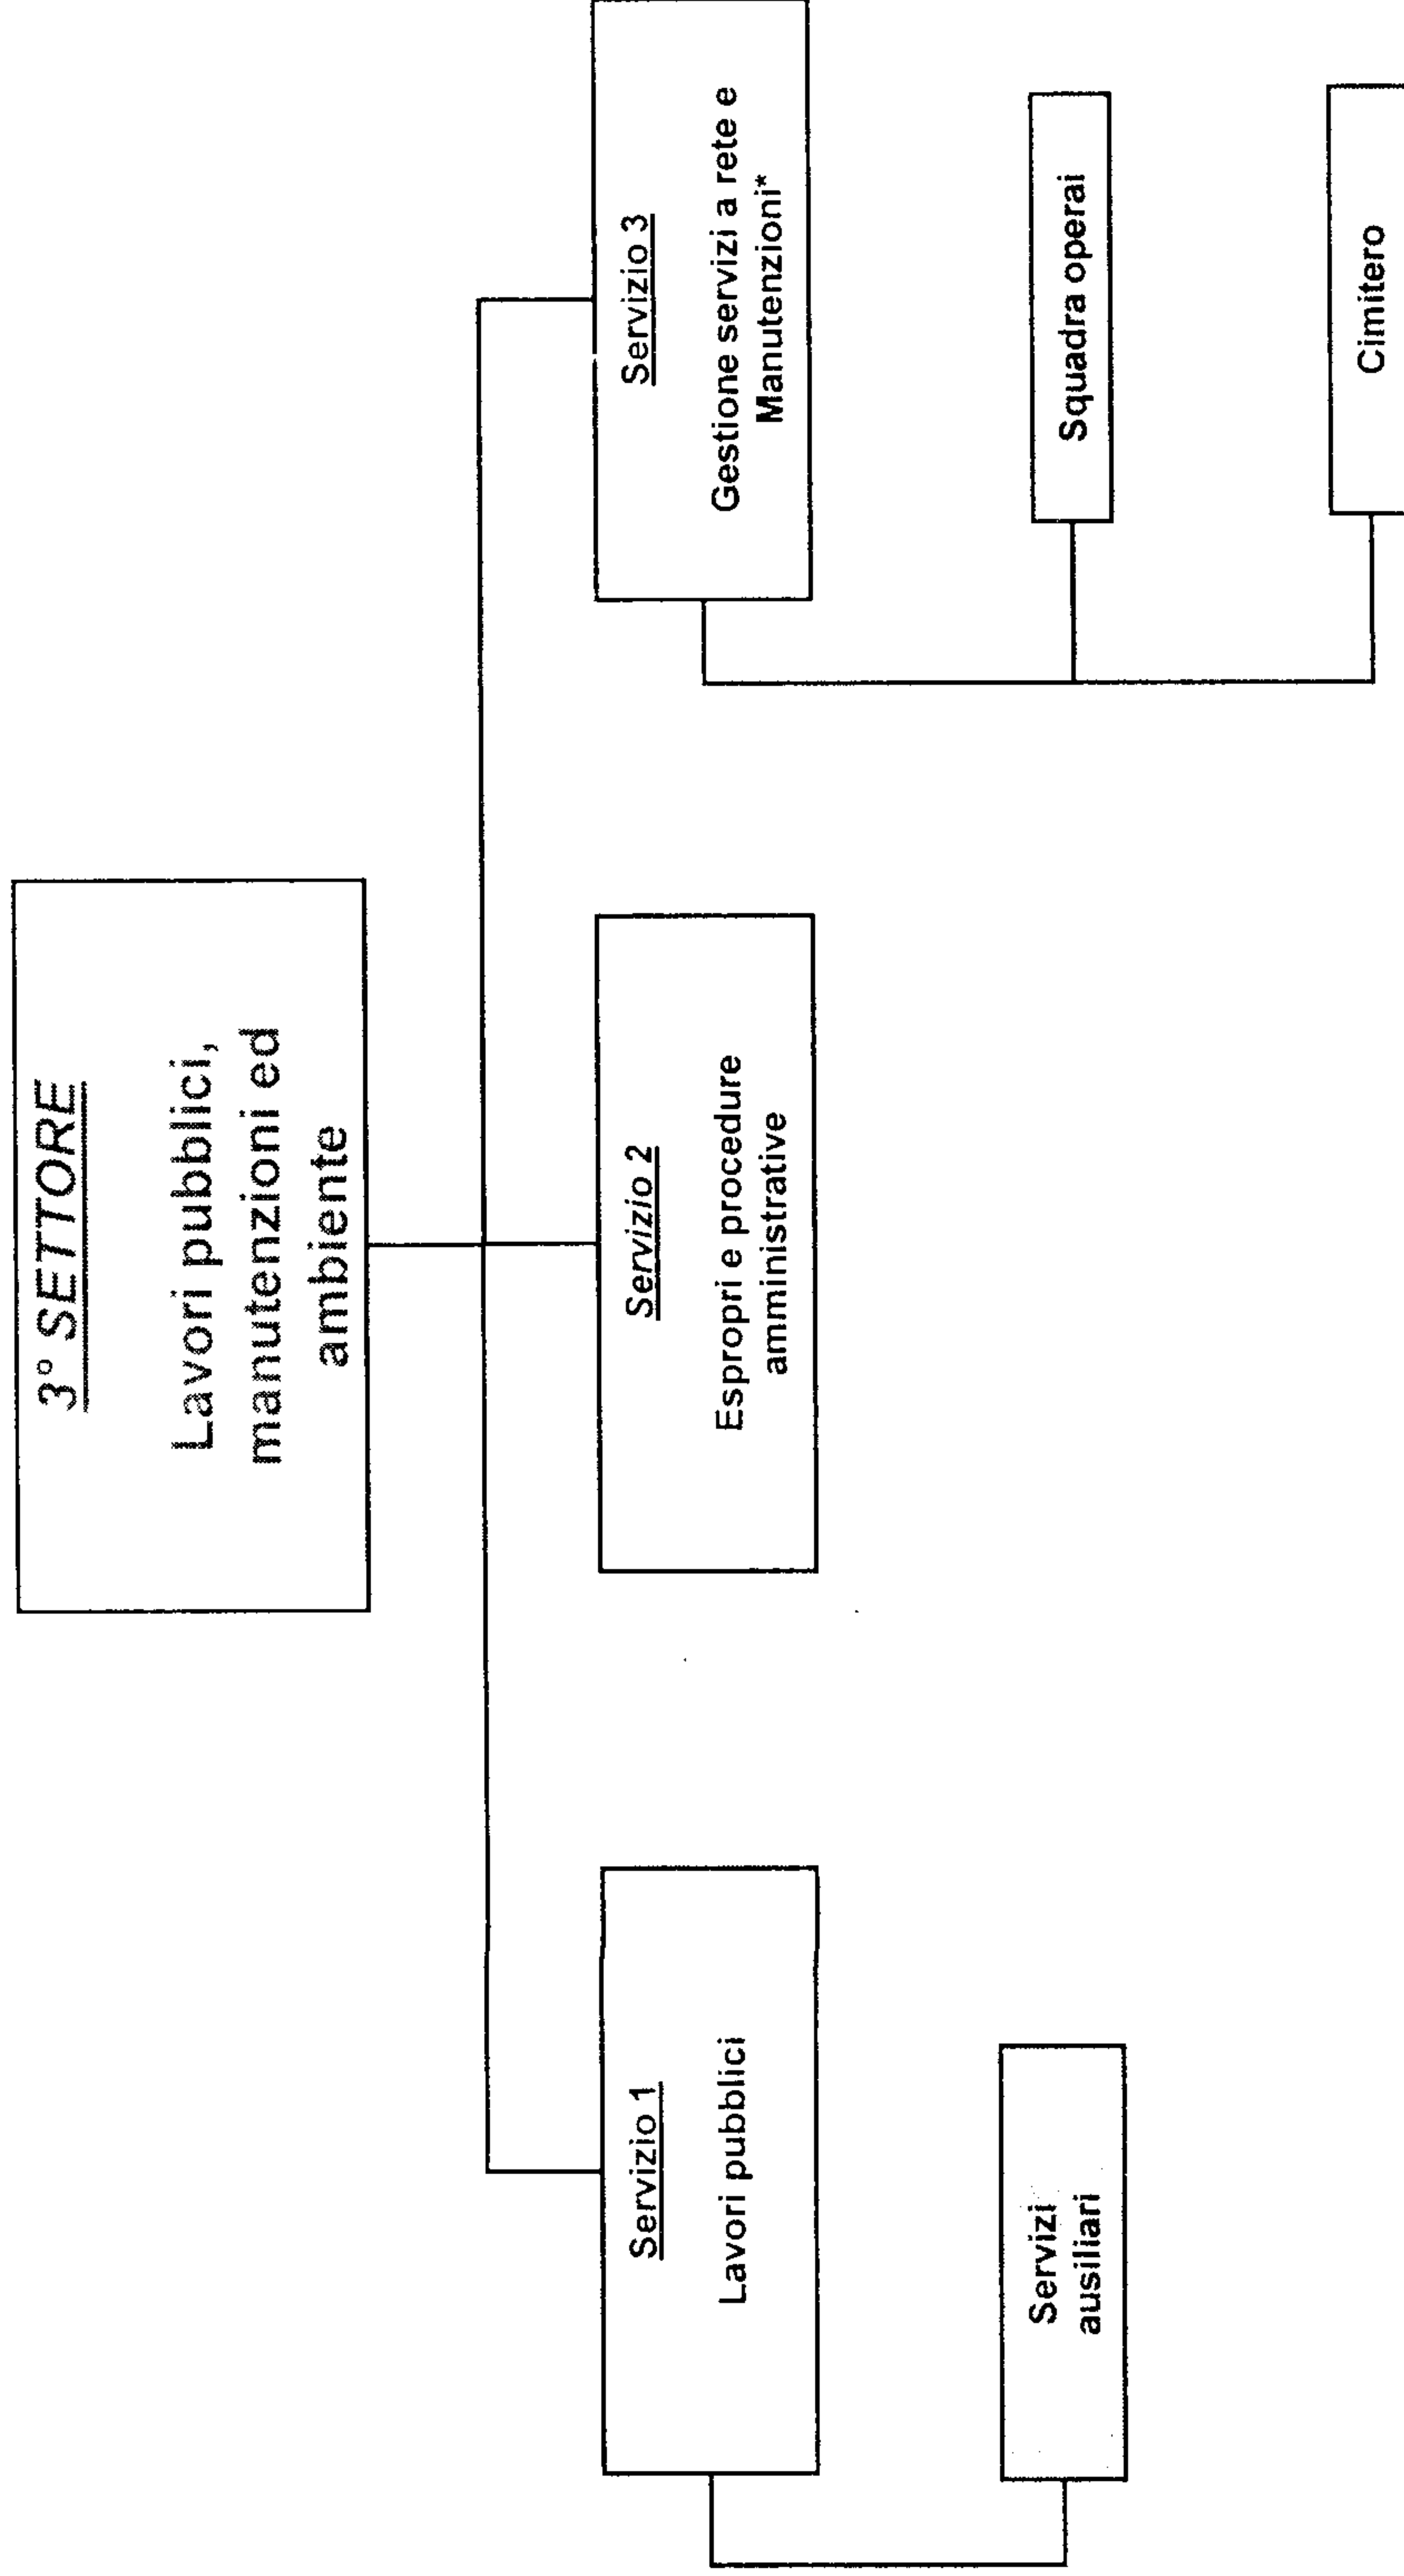 3° SETTORE
Lavori pubblici,
manutenzioni ed
ambiente
Servizio 1
Lavori pubblici
Servizio 2
Espropri e procedure
amministrative
Servizio 3
Gestione servizi a rete e
Manutenzioni*
Servizi
ausiliari
Squadra operai
Cimitero